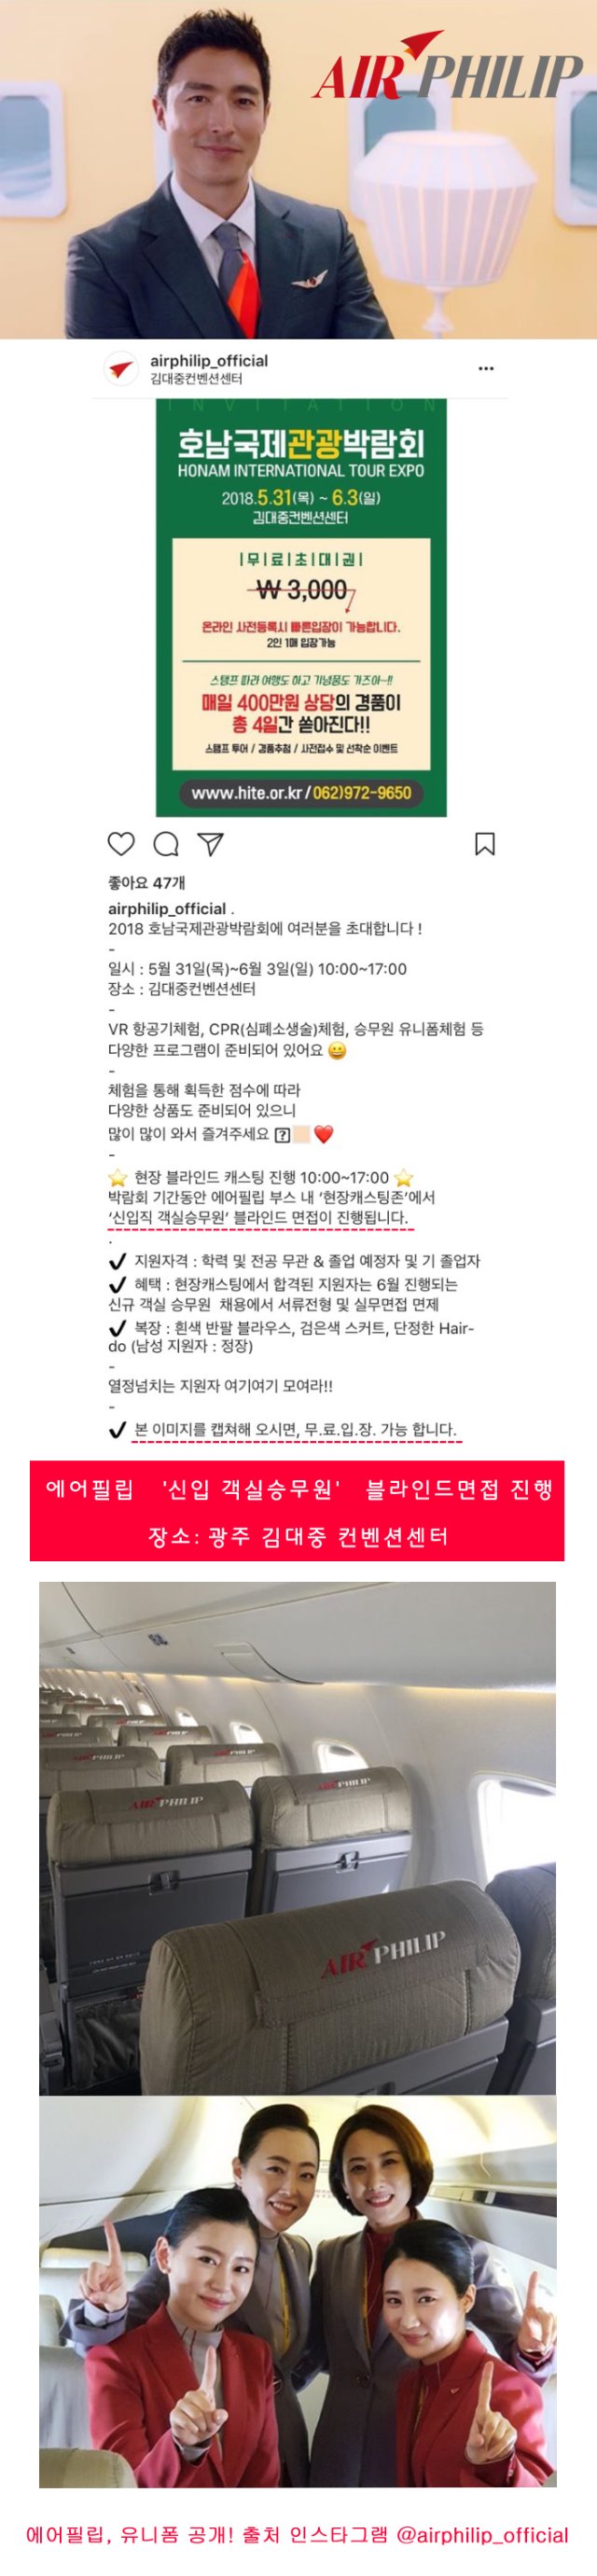 AIR PHILIP
airphilip_official
김대중컨벤션센터
INVITATION
호남국제관광박람회
HONAM INTERNATIONAL TOUR EXPO
2018.5.31(목) ~ 6.3(일)
김대중컨벤션센터
|무|료|초|대|권|
₩ 3,000
온라인 사전등록시 빠른입장이 가능합니다.
2인 1매 입장가능
스탬프 따라 여행도 하고 기념품도 가즈아~!!
매일 400만원 상당의 경품이
총 4일간 쏟아진다!!
스탬프 투어 / 경품추첨 / 사전접수 및 선착순 이벤트
www.hite.or.kr / 062)972-9650
좋아요 47개
airphilip_official .
2018 호남국제관광박람회에 여러분을 초대합니다 !
-
일시 : 5월 31일(목)~6월 3일(일) 10:00~17:00
장소 : 김대중컨벤션센터
-
VR 항공기체험, CPR(심폐소생술)체험, 승무원 유니폼체험 등
다양한 프로그램이 준비되어 있어요 😀
-
체험을 통해 획득한 점수에 따라
다양한 상품도 준비되어 있으니
많이 많이 와서 즐겨주세요 ❤️
-
⭐ 현장 블라인드 캐스팅 진행 10:00~17:00 ⭐
박람회 기간동안 에어필립 부스 내 '현장캐스팅존'에서
'신입직 객실승무원' 블라인드 면접이 진행됩니다.
.
✔ 지원자격 : 학력 및 전공 무관 & 졸업 예정자 및 기 졸업자
✔ 혜택 : 현장캐스팅에서 합격된 지원자는 6월 진행되는
신규 객실 승무원 채용에서 서류전형 및 실무면접 면제
✔ 복장 : 흰색 반팔 블라우스, 검은색 스커트, 단정한 Hair-
do (남성 지원자 : 정장)
-
열정넘치는 지원자 여기여기 모여라!!
-
✔ 본 이미지를 캡쳐해 오시면, 무.료.입.장. 가능 합니다.
에어필립 '신입 객실승무원' 블라인드면접 진행
장소: 광주 김대중 컨벤션센터
AIR PHILIP
AIR PHILIP
AIR PHILIP
에어필립, 유니폼 공개! 출처 인스타그램 @airphilip_official